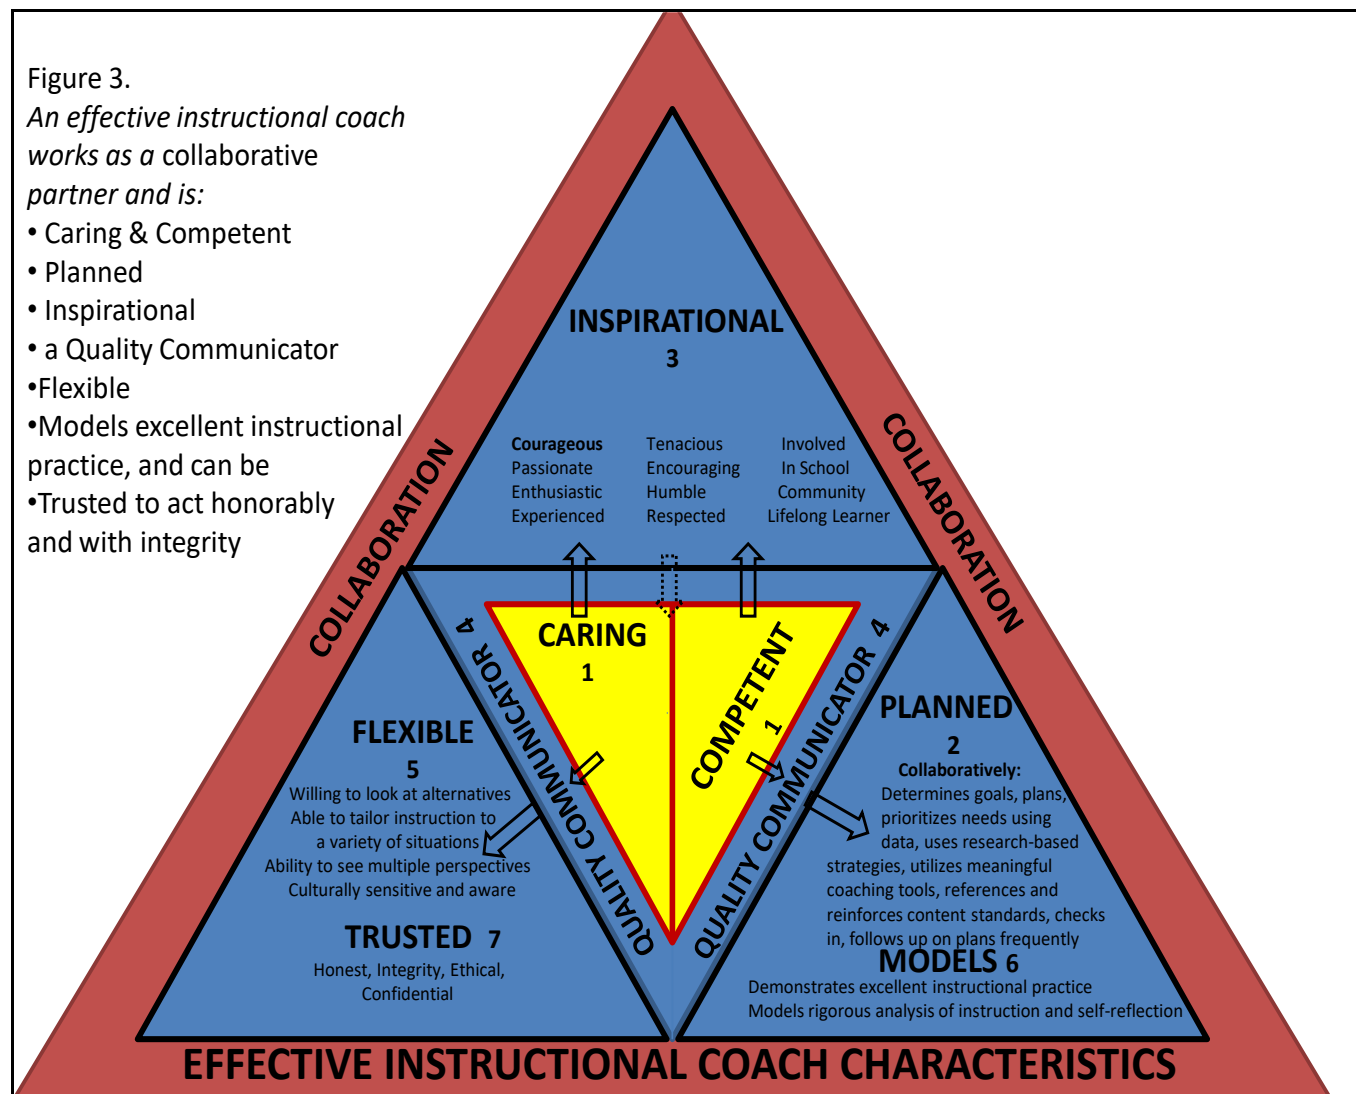 Figure 3.
An effective instructional coach
works as a collaborative
partner and is:
• Caring & Competent
• Planned
• Inspirational
• a Quality Communicator
•Flexible
•Models excellent instructional
practice, and can be
•Trusted to act honorably
and with integrity
COLLABORATION
COLLABORATION
INSPIRATIONAL
3
Courageous
Passionate
Enthusiastic
Experienced
Tenacious
Encouraging
Humble
Respected
Involved
In School
Community
Lifelong Learner
QUALITY COMMUNICATOR 4
CARING
1
COMPETENT
1
QUALITY COMMUNICATOR 4
FLEXIBLE
5
Willing to look at alternatives
Able to tailor instruction to
a variety of situations
Ability to see multiple perspectives
Culturally sensitive and aware
TRUSTED 7
Honest, Integrity, Ethical,
Confidential
PLANNED
2
Collaboratively:
Determines goals, plans,
prioritizes needs using
data, uses research-based
strategies, utilizes meaningful
coaching tools, references and
reinforces content standards, checks
in, follows up on plans frequently
MODELS 6
Demonstrates excellent instructional practice
Models rigorous analysis of instruction and self-reflection
EFFECTIVE INSTRUCTIONAL COACH CHARACTERISTICS